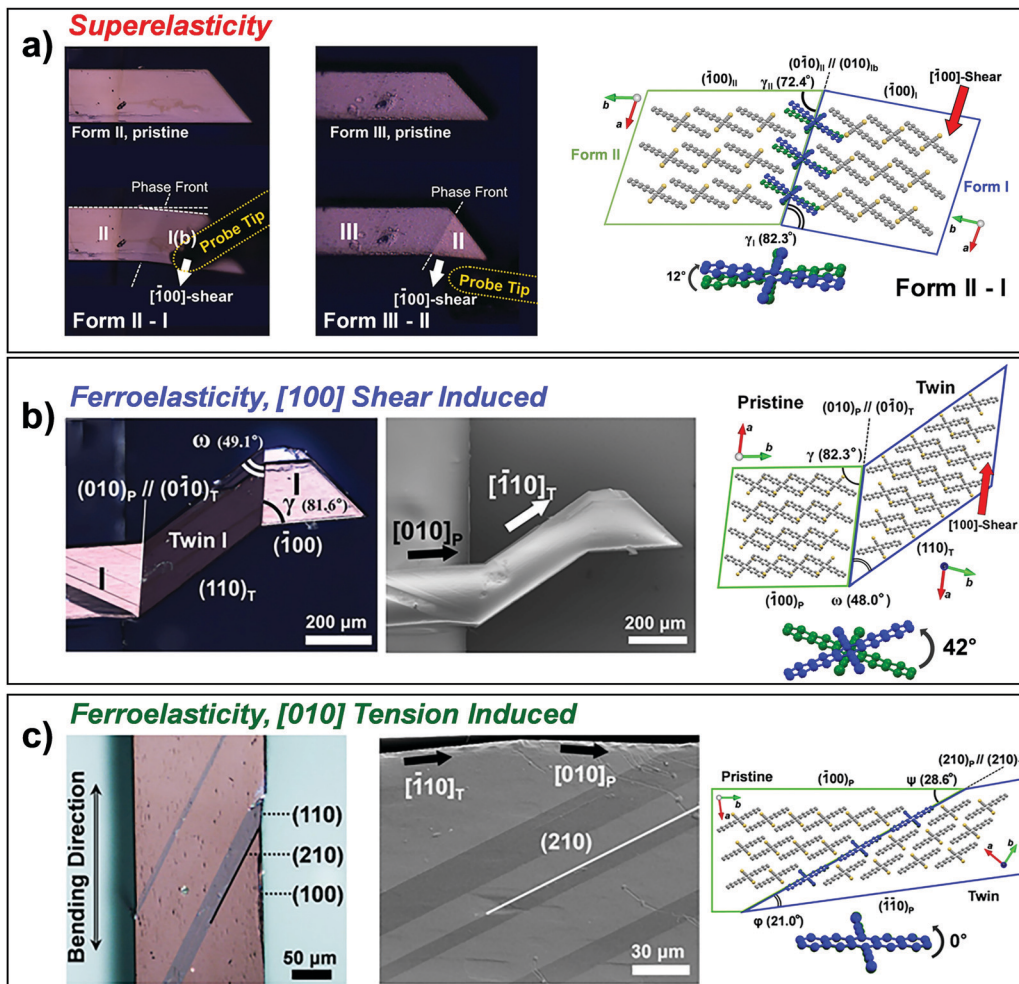 a)
Superelasticity
Form II, pristine
Phase Front
II
I(b)
Probe Tip
[1̄00]-shear
Form II - I
Form III, pristine
Phase Front
III
II
Probe Tip
[1̄00]-shear
Form III - II
(1̄00)II
γII (72.4°)
(01̄0)II // (010)Ib
(1̄00)I
[1̄00]-Shear
b
a
Form II
Form I
γI (82.3°)
b
a
12°
Form II - I
b)
Ferroelasticity, [100] Shear Induced
ω (49.1°)
I
(010)P // (01̄0)T
γ (81.6°)
Twin I
(1̄00)
I
(110)T
200 μm
[1̄10]T
[010]P
200 μm
Twin
Pristine
(010)P // (01̄0)T
a
b
γ (82.3°)
[100]-Shear
(110)T
b
a
(1̄00)P
ω (48.0°)
42°
c)
Ferroelasticity, [010] Tension Induced
Bending Direction
(110)
(210)
(100)
50 μm
[1̄10]T
[010]P
(210)
30 μm
(210)P // (210)
Pristine
(1̄00)P
ψ (28.6°)
b
a
a
b
Twin
φ (21.0°)
(1̄1̄0)P
0°